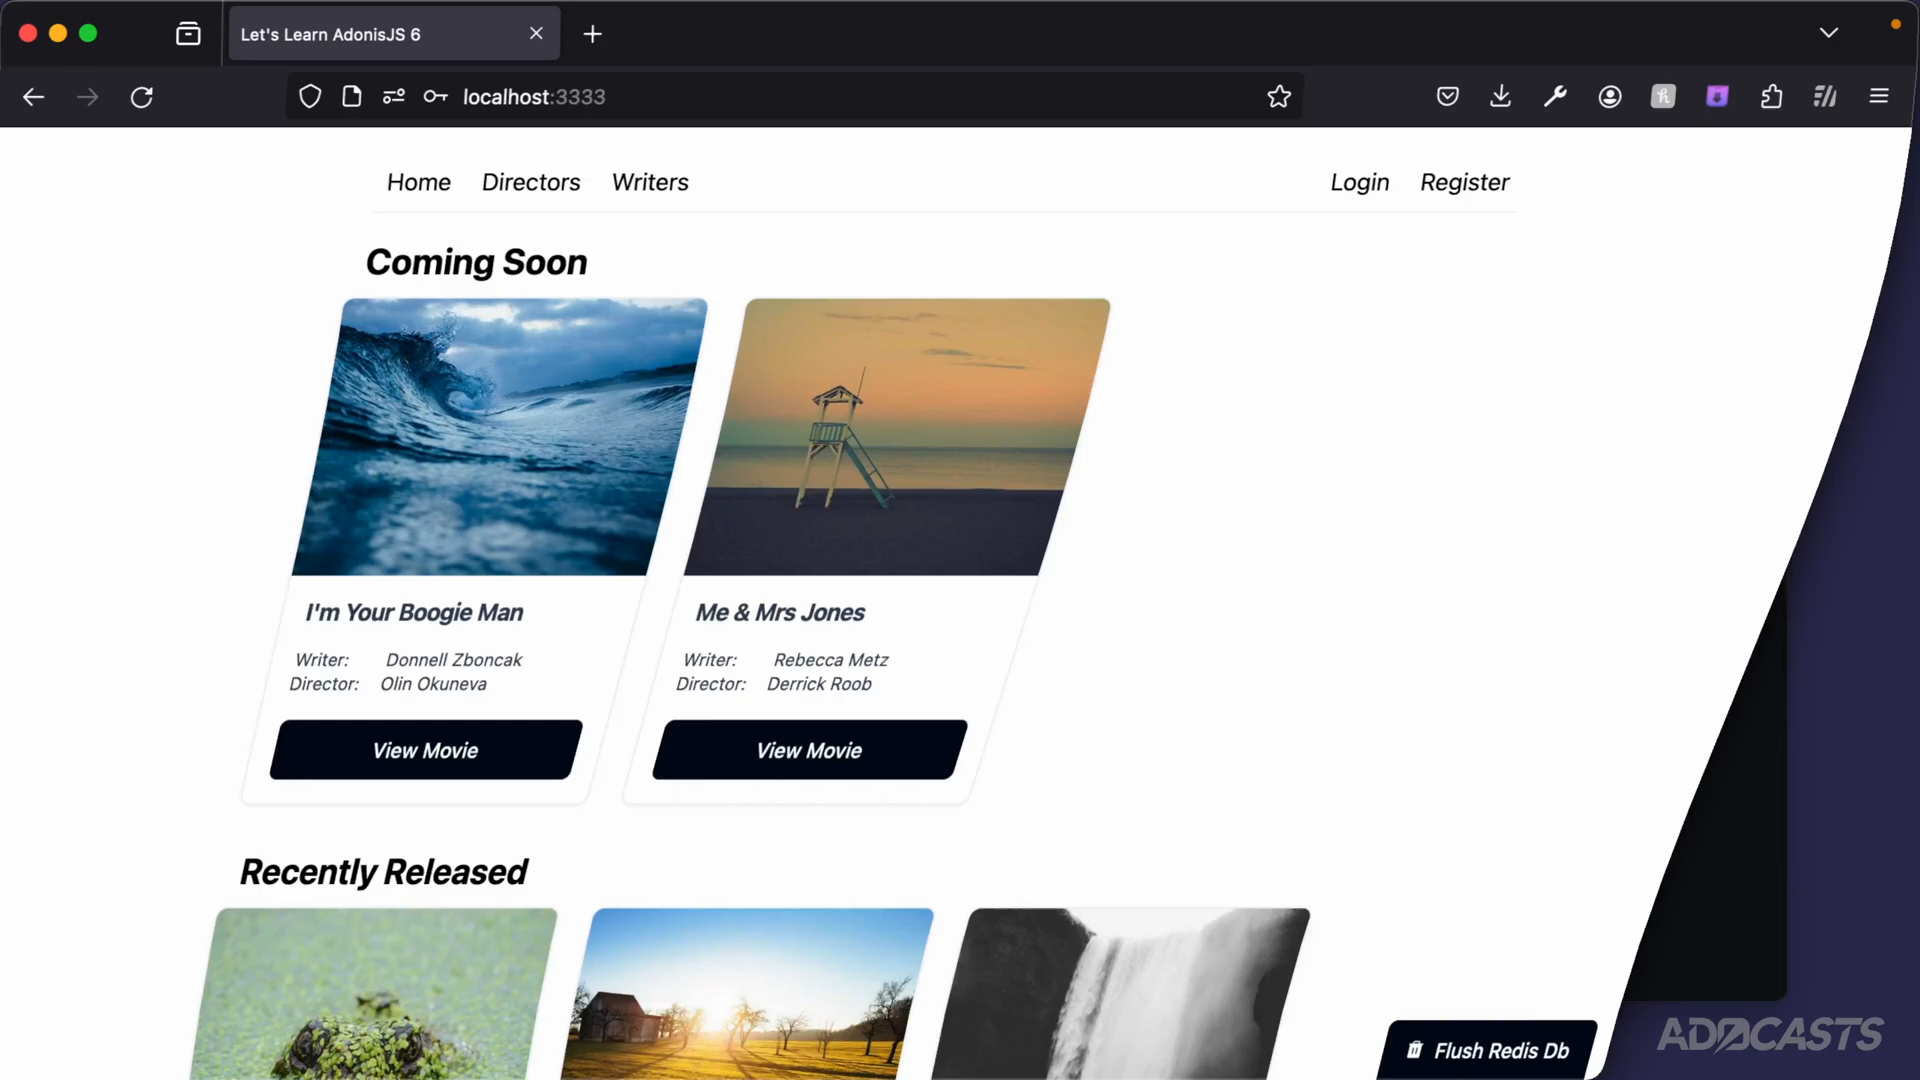 Let's Learn AdonisJS 6
localhost:3333
Home Directors Writers Login Register
Coming Soon
I'm Your Boogie Man
Writer: Donnell Zboncak
Director: Olin Okuneva
View Movie
Me & Mrs Jones
Writer: Rebecca Metz
Director: Derrick Roob
View Movie
Recently Released
Flush Redis Db
ADOCASTS